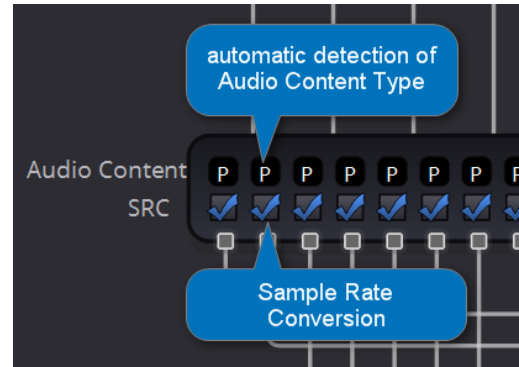 automatic detection of
Audio Content Type
Audio Content P P P P P P P P
SRC
Sample Rate
Conversion